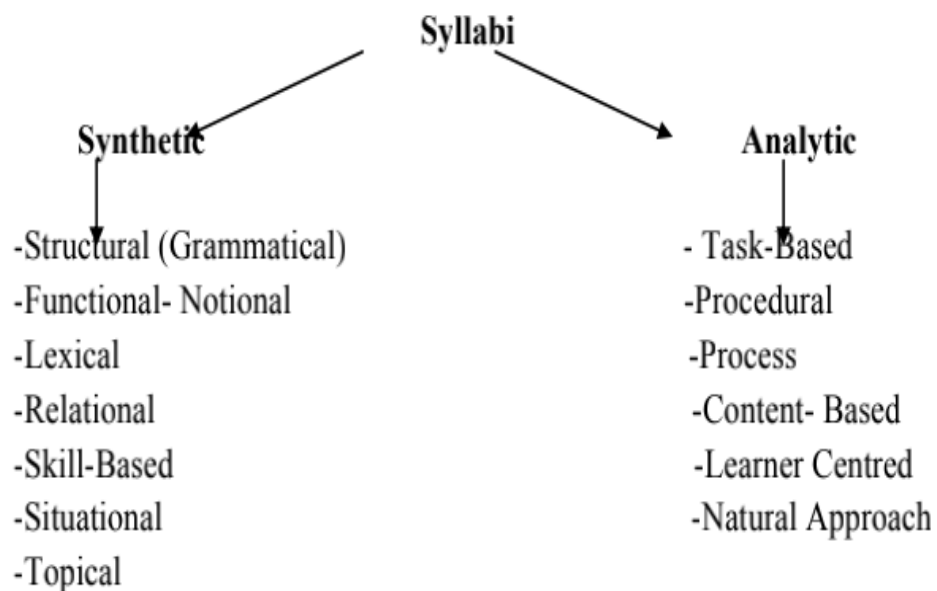 Syllabi
Synthetic
Analytic
-Structural (Grammatical)
-Functional- Notional
-Lexical
-Relational
-Skill-Based
-Situational
-Topical
- Task-Based
-Procedural
-Process
-Content- Based
-Learner Centred
-Natural Approach